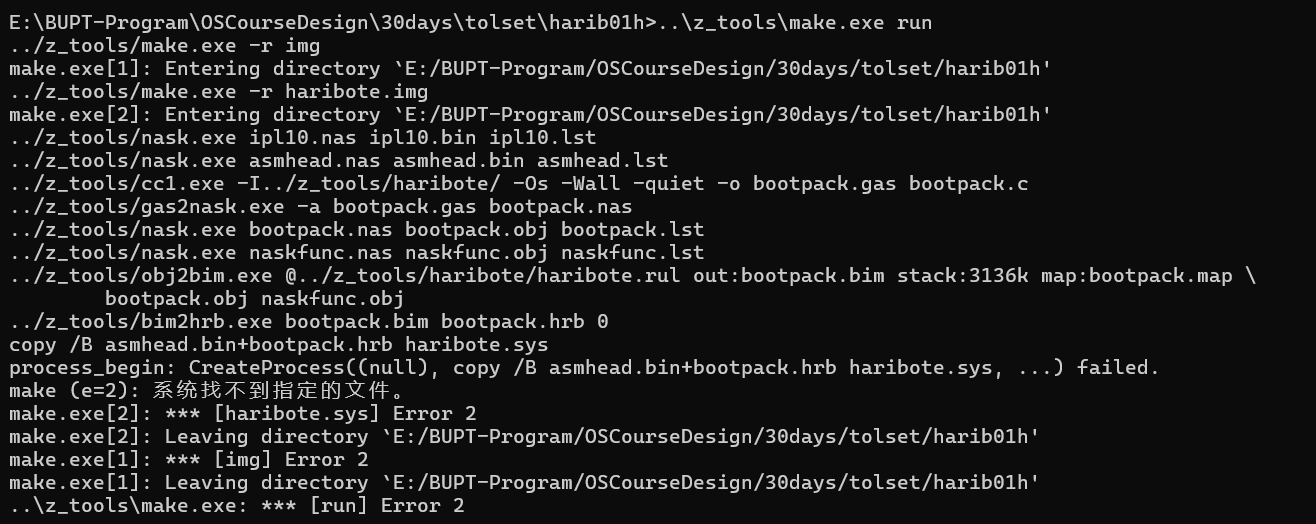 E:\BUPT-Program\OSCourseDesign\30days\tolset\harib01h>..\z_tools\make.exe run
../z_tools/make.exe -r img
make.exe[1]: Entering directory `E:/BUPT-Program/OSCourseDesign/30days/tolset/harib01h'
../z_tools/make.exe -r haribote.img
make.exe[2]: Entering directory `E:/BUPT-Program/OSCourseDesign/30days/tolset/harib01h'
../z_tools/nask.exe ipl10.nas ipl10.bin ipl10.lst
../z_tools/nask.exe asmhead.nas asmhead.bin asmhead.lst
../z_tools/cc1.exe -I../z_tools/haribote/ -Os -Wall -quiet -o bootpack.gas bootpack.c
../z_tools/gas2nask.exe -a bootpack.gas bootpack.nas
../z_tools/nask.exe bootpack.nas bootpack.obj bootpack.lst
../z_tools/nask.exe naskfunc.nas naskfunc.obj naskfunc.lst
../z_tools/obj2bim.exe @../z_tools/haribote/haribote.rul out:bootpack.bim stack:3136k map:bootpack.map \
        bootpack.obj naskfunc.obj
../z_tools/bim2hrb.exe bootpack.bim bootpack.hrb 0
copy /B asmhead.bin+bootpack.hrb haribote.sys
process_begin: CreateProcess((null), copy /B asmhead.bin+bootpack.hrb haribote.sys, ...) failed.
make (e=2): 系统找不到指定的文件。
make.exe[2]: *** [haribote.sys] Error 2
make.exe[2]: Leaving directory `E:/BUPT-Program/OSCourseDesign/30days/tolset/harib01h'
make.exe[1]: *** [img] Error 2
make.exe[1]: Leaving directory `E:/BUPT-Program/OSCourseDesign/30days/tolset/harib01h'
..\z_tools\make.exe: *** [run] Error 2